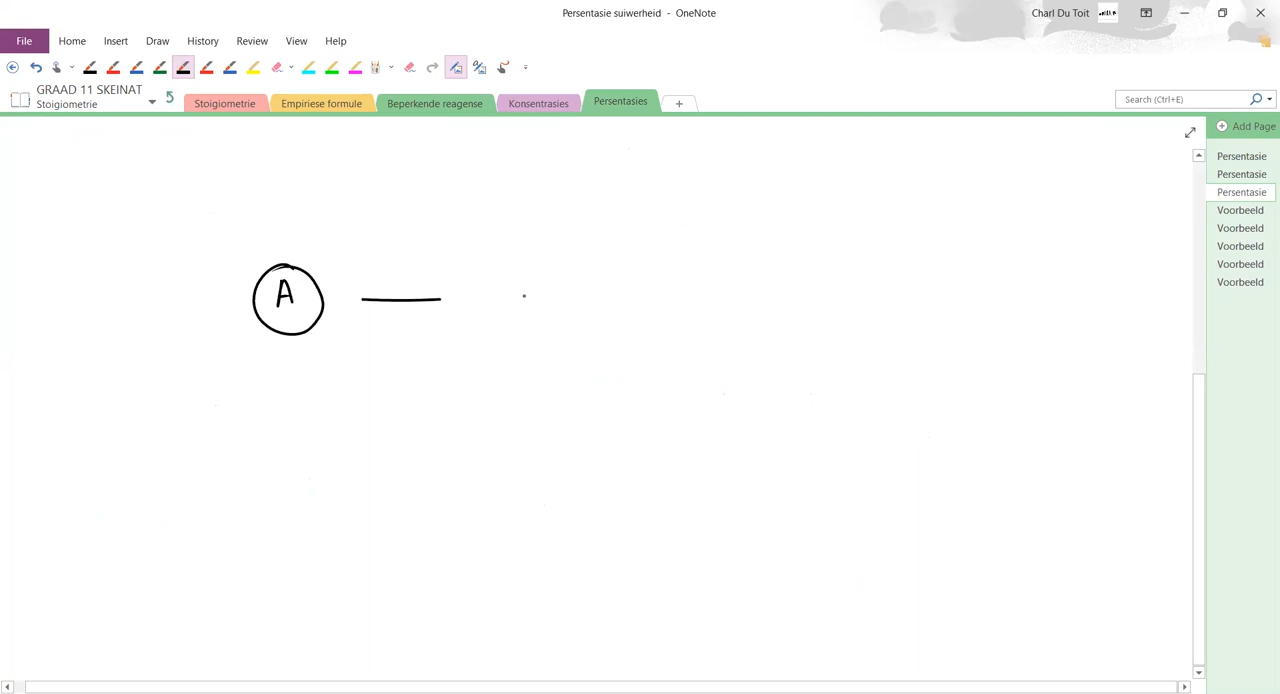 Persentasie suiwerheid - OneNote
Charl Du Toit
File Home Insert Draw History Review View Help
GRAAD 11 SKEINAT
Stoigiometrie
Stoigiometrie Empiriese formule Beperkende reagense Konsentrasies Persentasies +
Search (Ctrl+E)
Add Page
Persentasie
Persentasie
Persentasie
Voorbeeld
Voorbeeld
Voorbeeld
Voorbeeld
Voorbeeld
A —